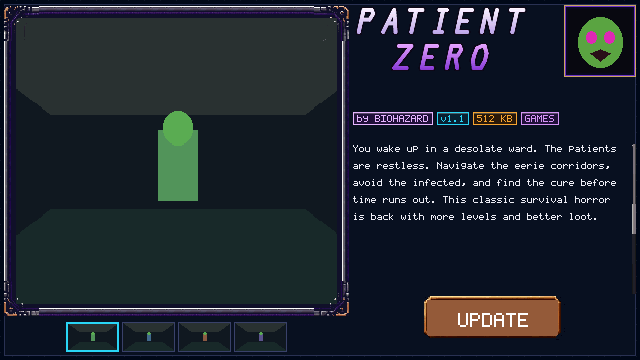 PATIENT
ZERO
by BIOHAZARD v1.1 512 KB GAMES
You wake up in a desolate ward. The Patients
are restless. Navigate the eerie corridors,
avoid the infected, and find the cure before
time runs out. This classic survival horror
is back with more levels and better loot.
UPDATE